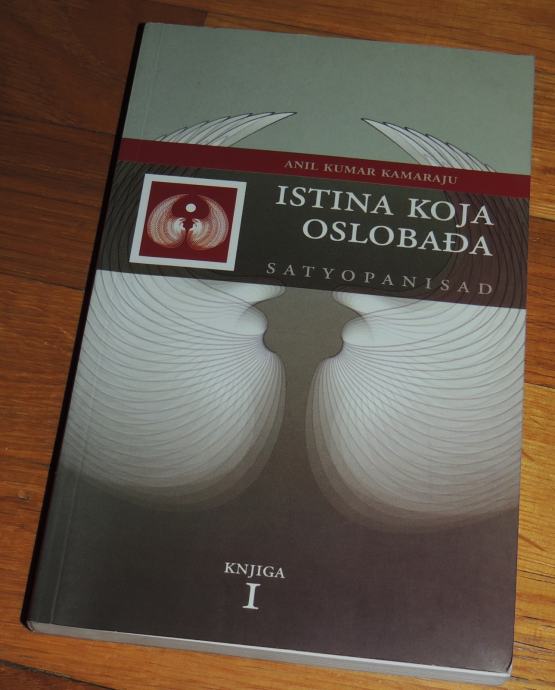 ANIL KUMAR KAMARAJU
ISTINA KOJA
OSLOBAĐA
SATYOPANISAD
KNJIGA
I